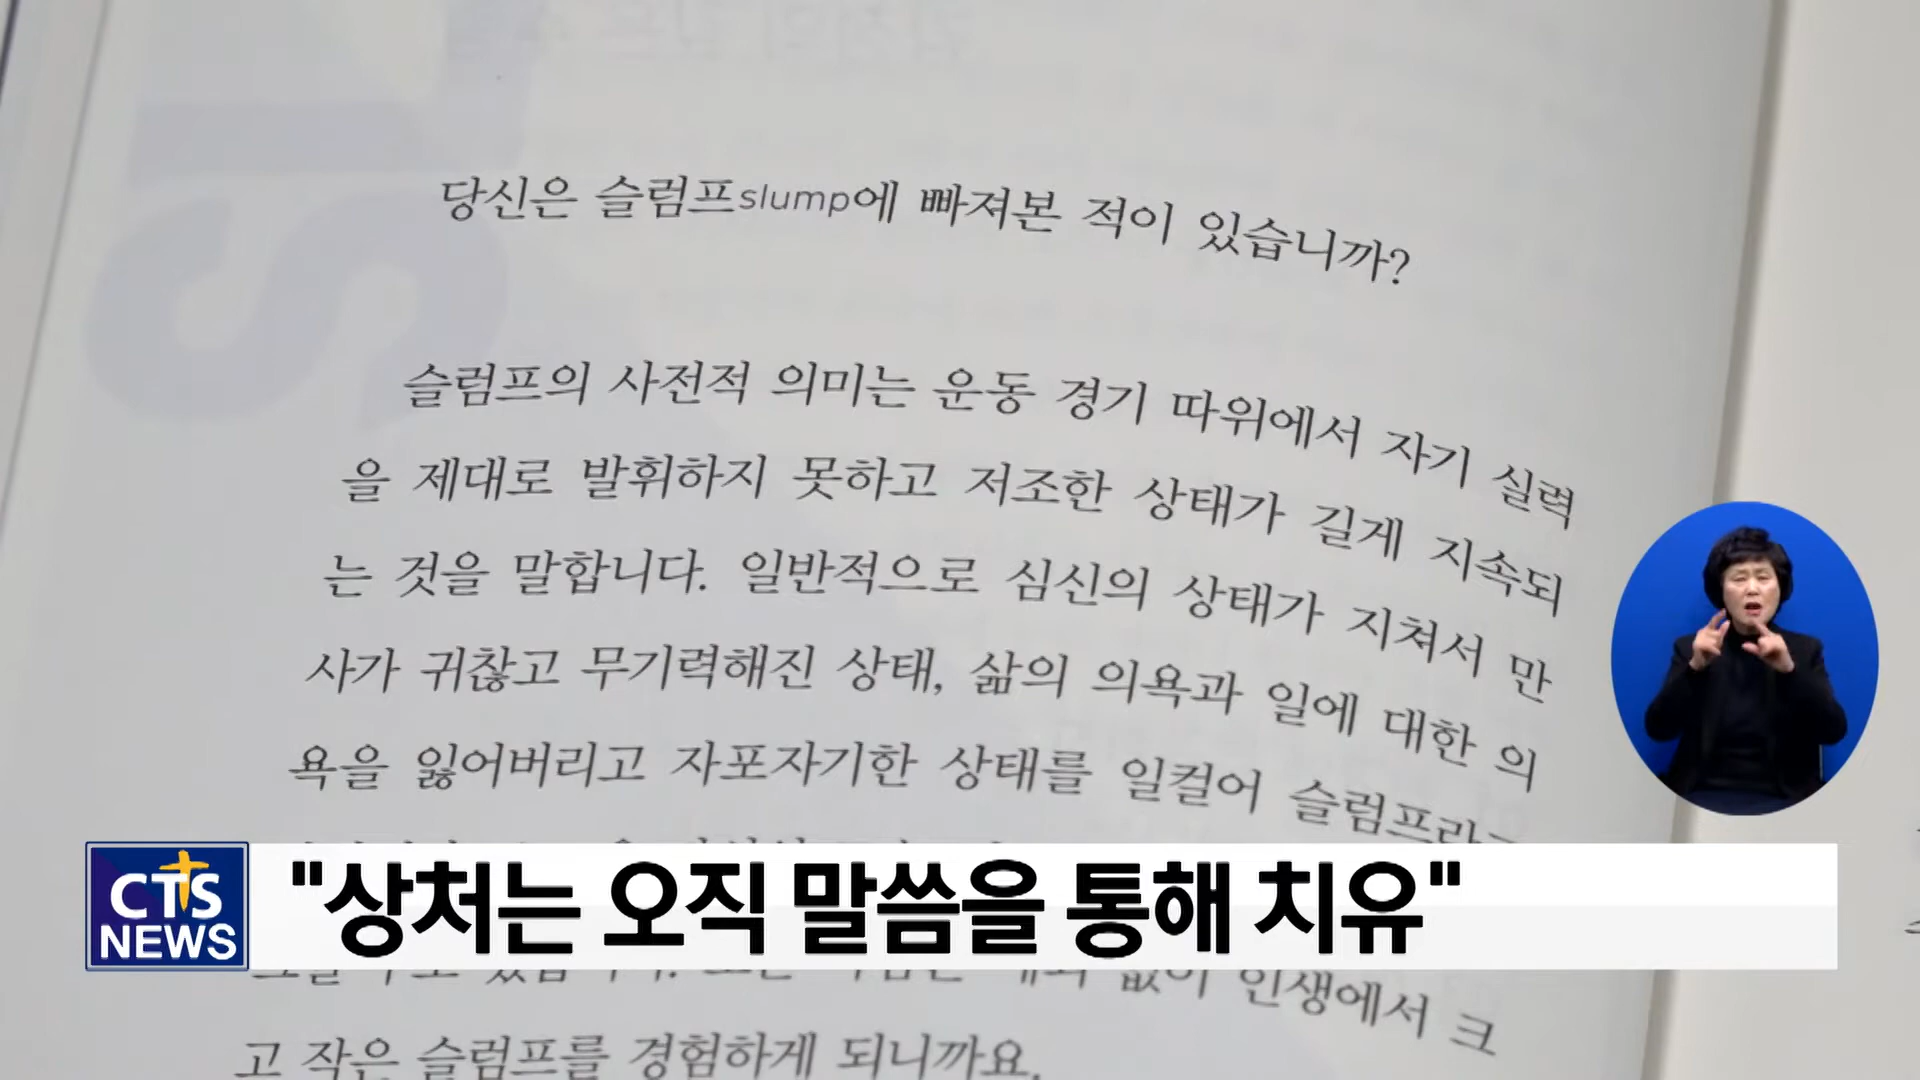 당신은 슬럼프slump에 빠져본 적이 있습니까?
슬럼프의 사전적 의미는 운동 경기 따위에서 자기 실력
을 제대로 발휘하지 못하고 저조한 상태가 길게 지속되
는 것을 말합니다. 일반적으로 심신의 상태가 지쳐서 만
사가 귀찮고 무기력해진 상태, 삶의 의욕과 일에 대한 의
욕을 잃어버리고 자포자기한 상태를 일컬어 슬럼프라
CTS
NEWS
"상처는 오직 말씀을 통해 치유"
없이 인생에서 크
고 작은 슬럼프를 경험하게 되니까요.